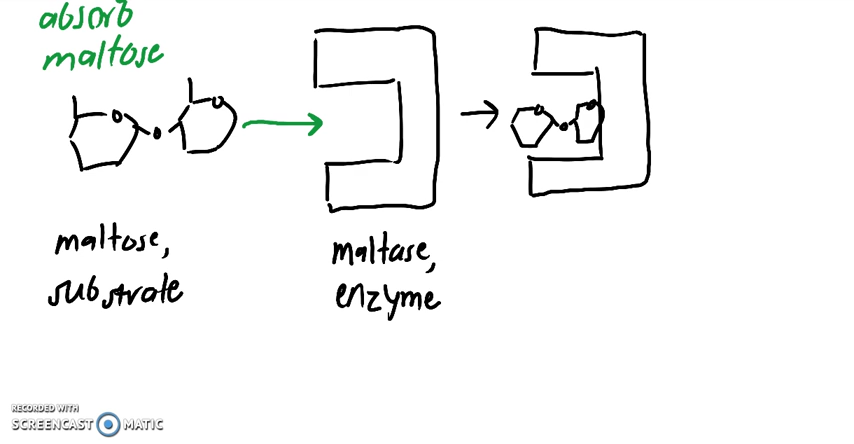 absorb
maltose
maltose,
substrate
maltase,
enzyme
RECORDED WITH
SCREENCAST MATIC